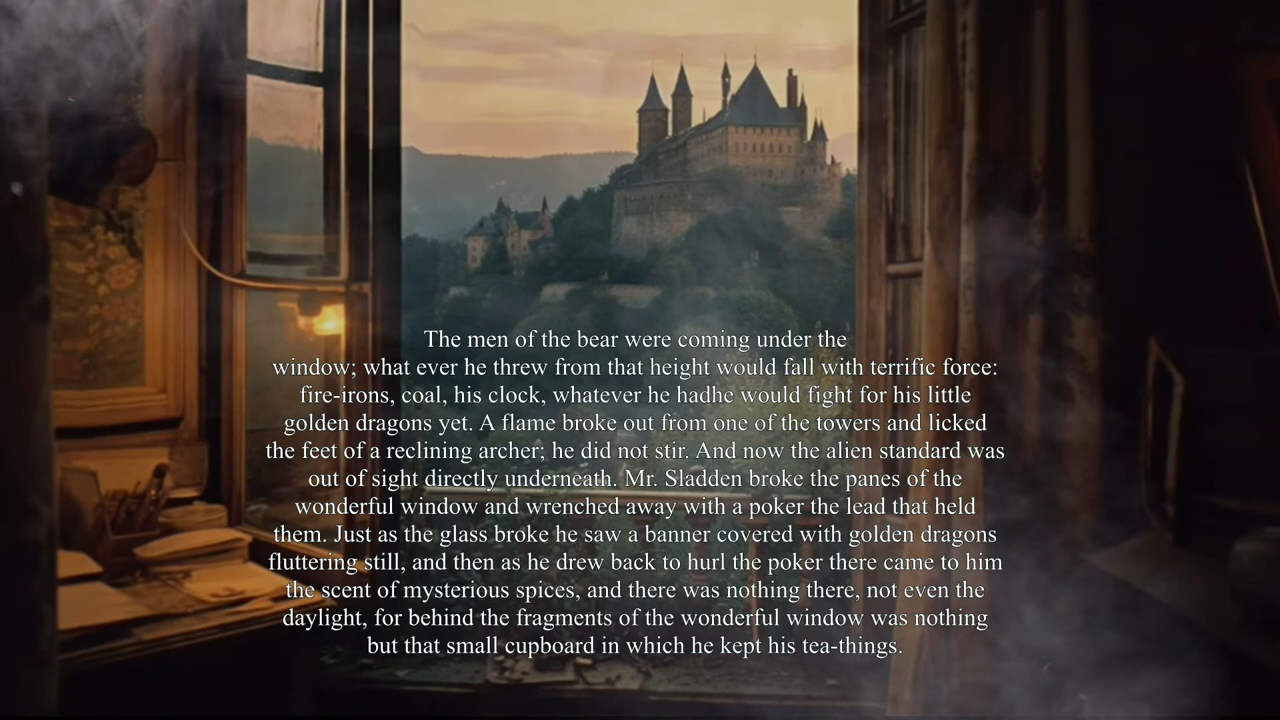 The men of the bear were coming under the
window; what ever he threw from that height would fall with terrific force:
fire-irons, coal, his clock, whatever he hadhe would fight for his little
golden dragons yet. A flame broke out from one of the towers and licked
the feet of a reclining archer; he did not stir. And now the alien standard was
out of sight directly underneath. Mr. Sladden broke the panes of the
wonderful window and wrenched away with a poker the lead that held
them. Just as the glass broke he saw a banner covered with golden dragons
fluttering still, and then as he drew back to hurl the poker there came to him
the scent of mysterious spices, and there was nothing there, not even the
daylight, for behind the fragments of the wonderful window was nothing
but that small cupboard in which he kept his tea-things.